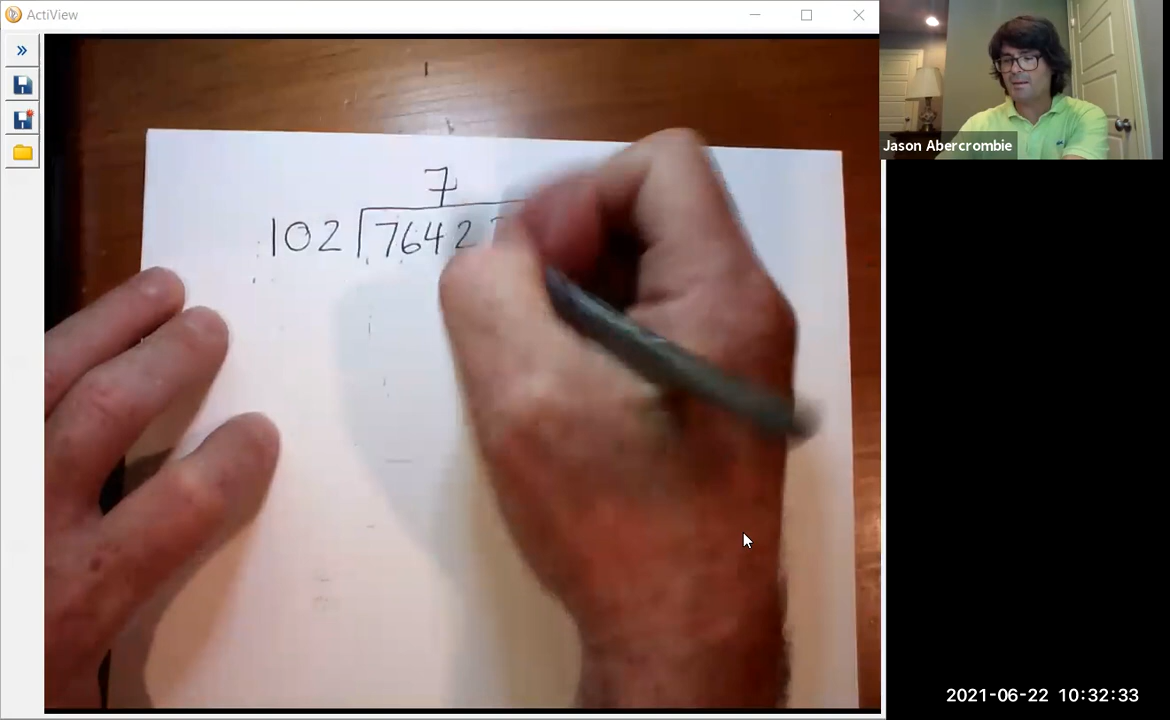 ActiView
Jason Abercrombie
7
102 7642
2021-06-22 10:32:33